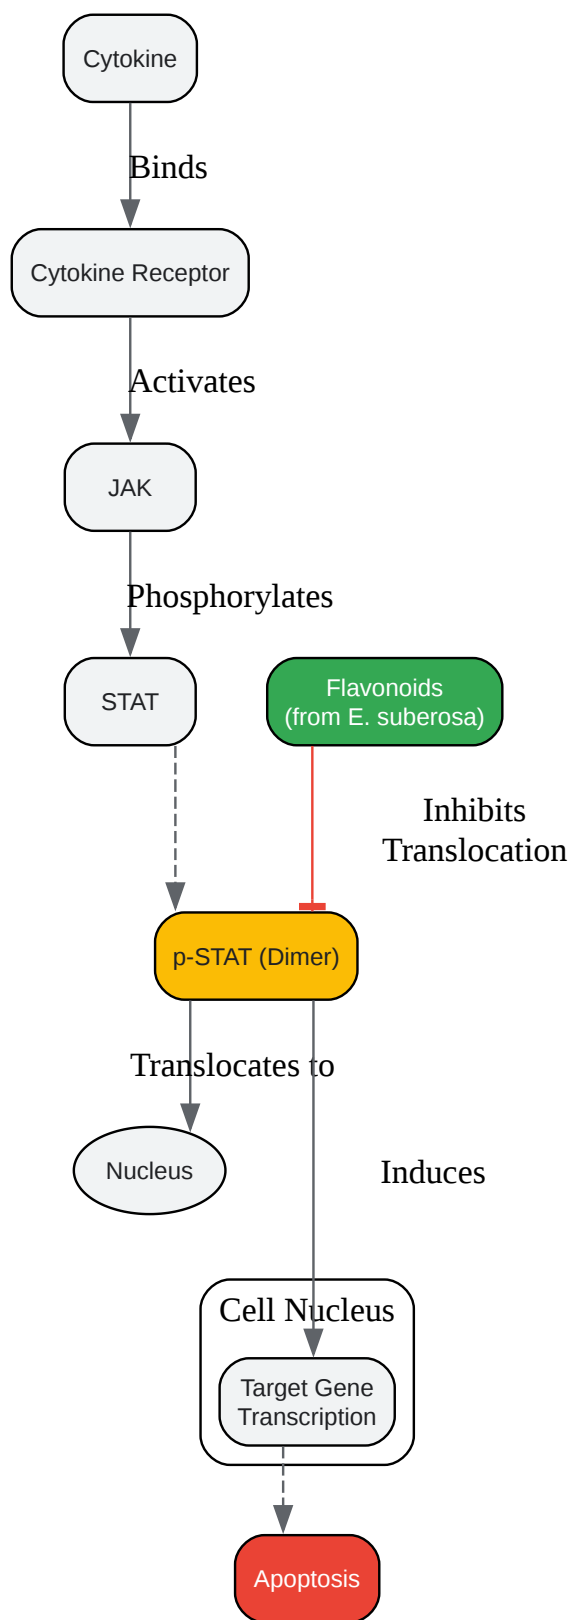 Cytokine
Binds
Cytokine Receptor
Activates
JAK
Phosphorylates
STAT
Flavonoids
(from E. suberosa)
Inhibits
Translocation
p-STAT (Dimer)
Translocates to
Nucleus
Induces
Cell Nucleus
Target Gene
Transcription
Apoptosis